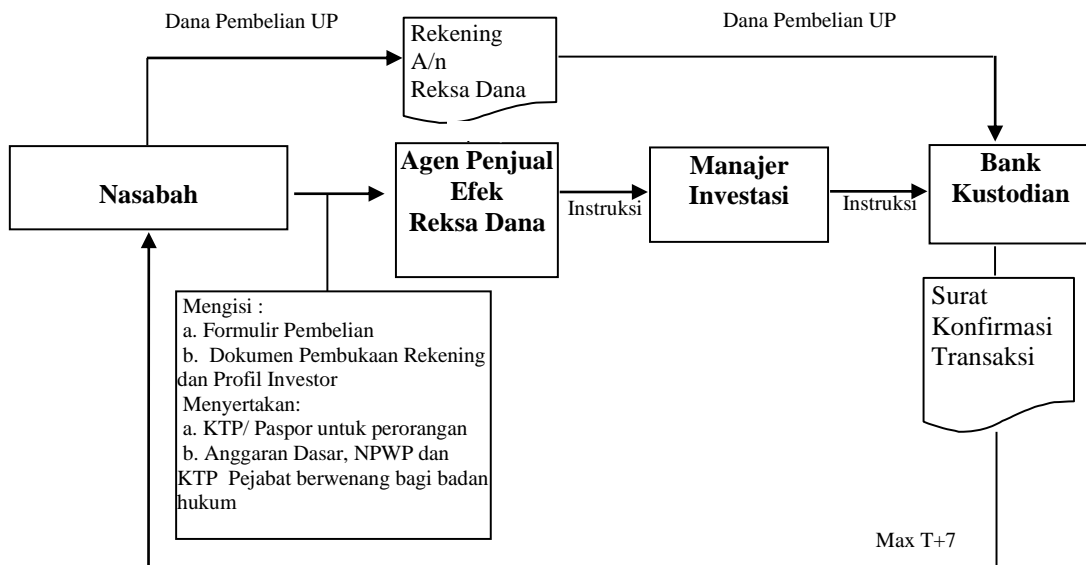 Dana Pembelian UP
Dana Pembelian UP
Rekening
A/n
Reksa Dana
Nasabah
Agen Penjual
Efek
Reksa Dana
Instruksi
Manajer
Investasi
Instruksi
Bank
Kustodian
Mengisi :
a. Formulir Pembelian
b. Dokumen Pembukaan Rekening
dan Profil Investor
Menyertakan:
a. KTP/ Paspor untuk perorangan
b. Anggaran Dasar, NPWP dan
KTP Pejabat berwenang bagi badan
hukum
Surat
Konfirmasi
Transaksi
Max T+7